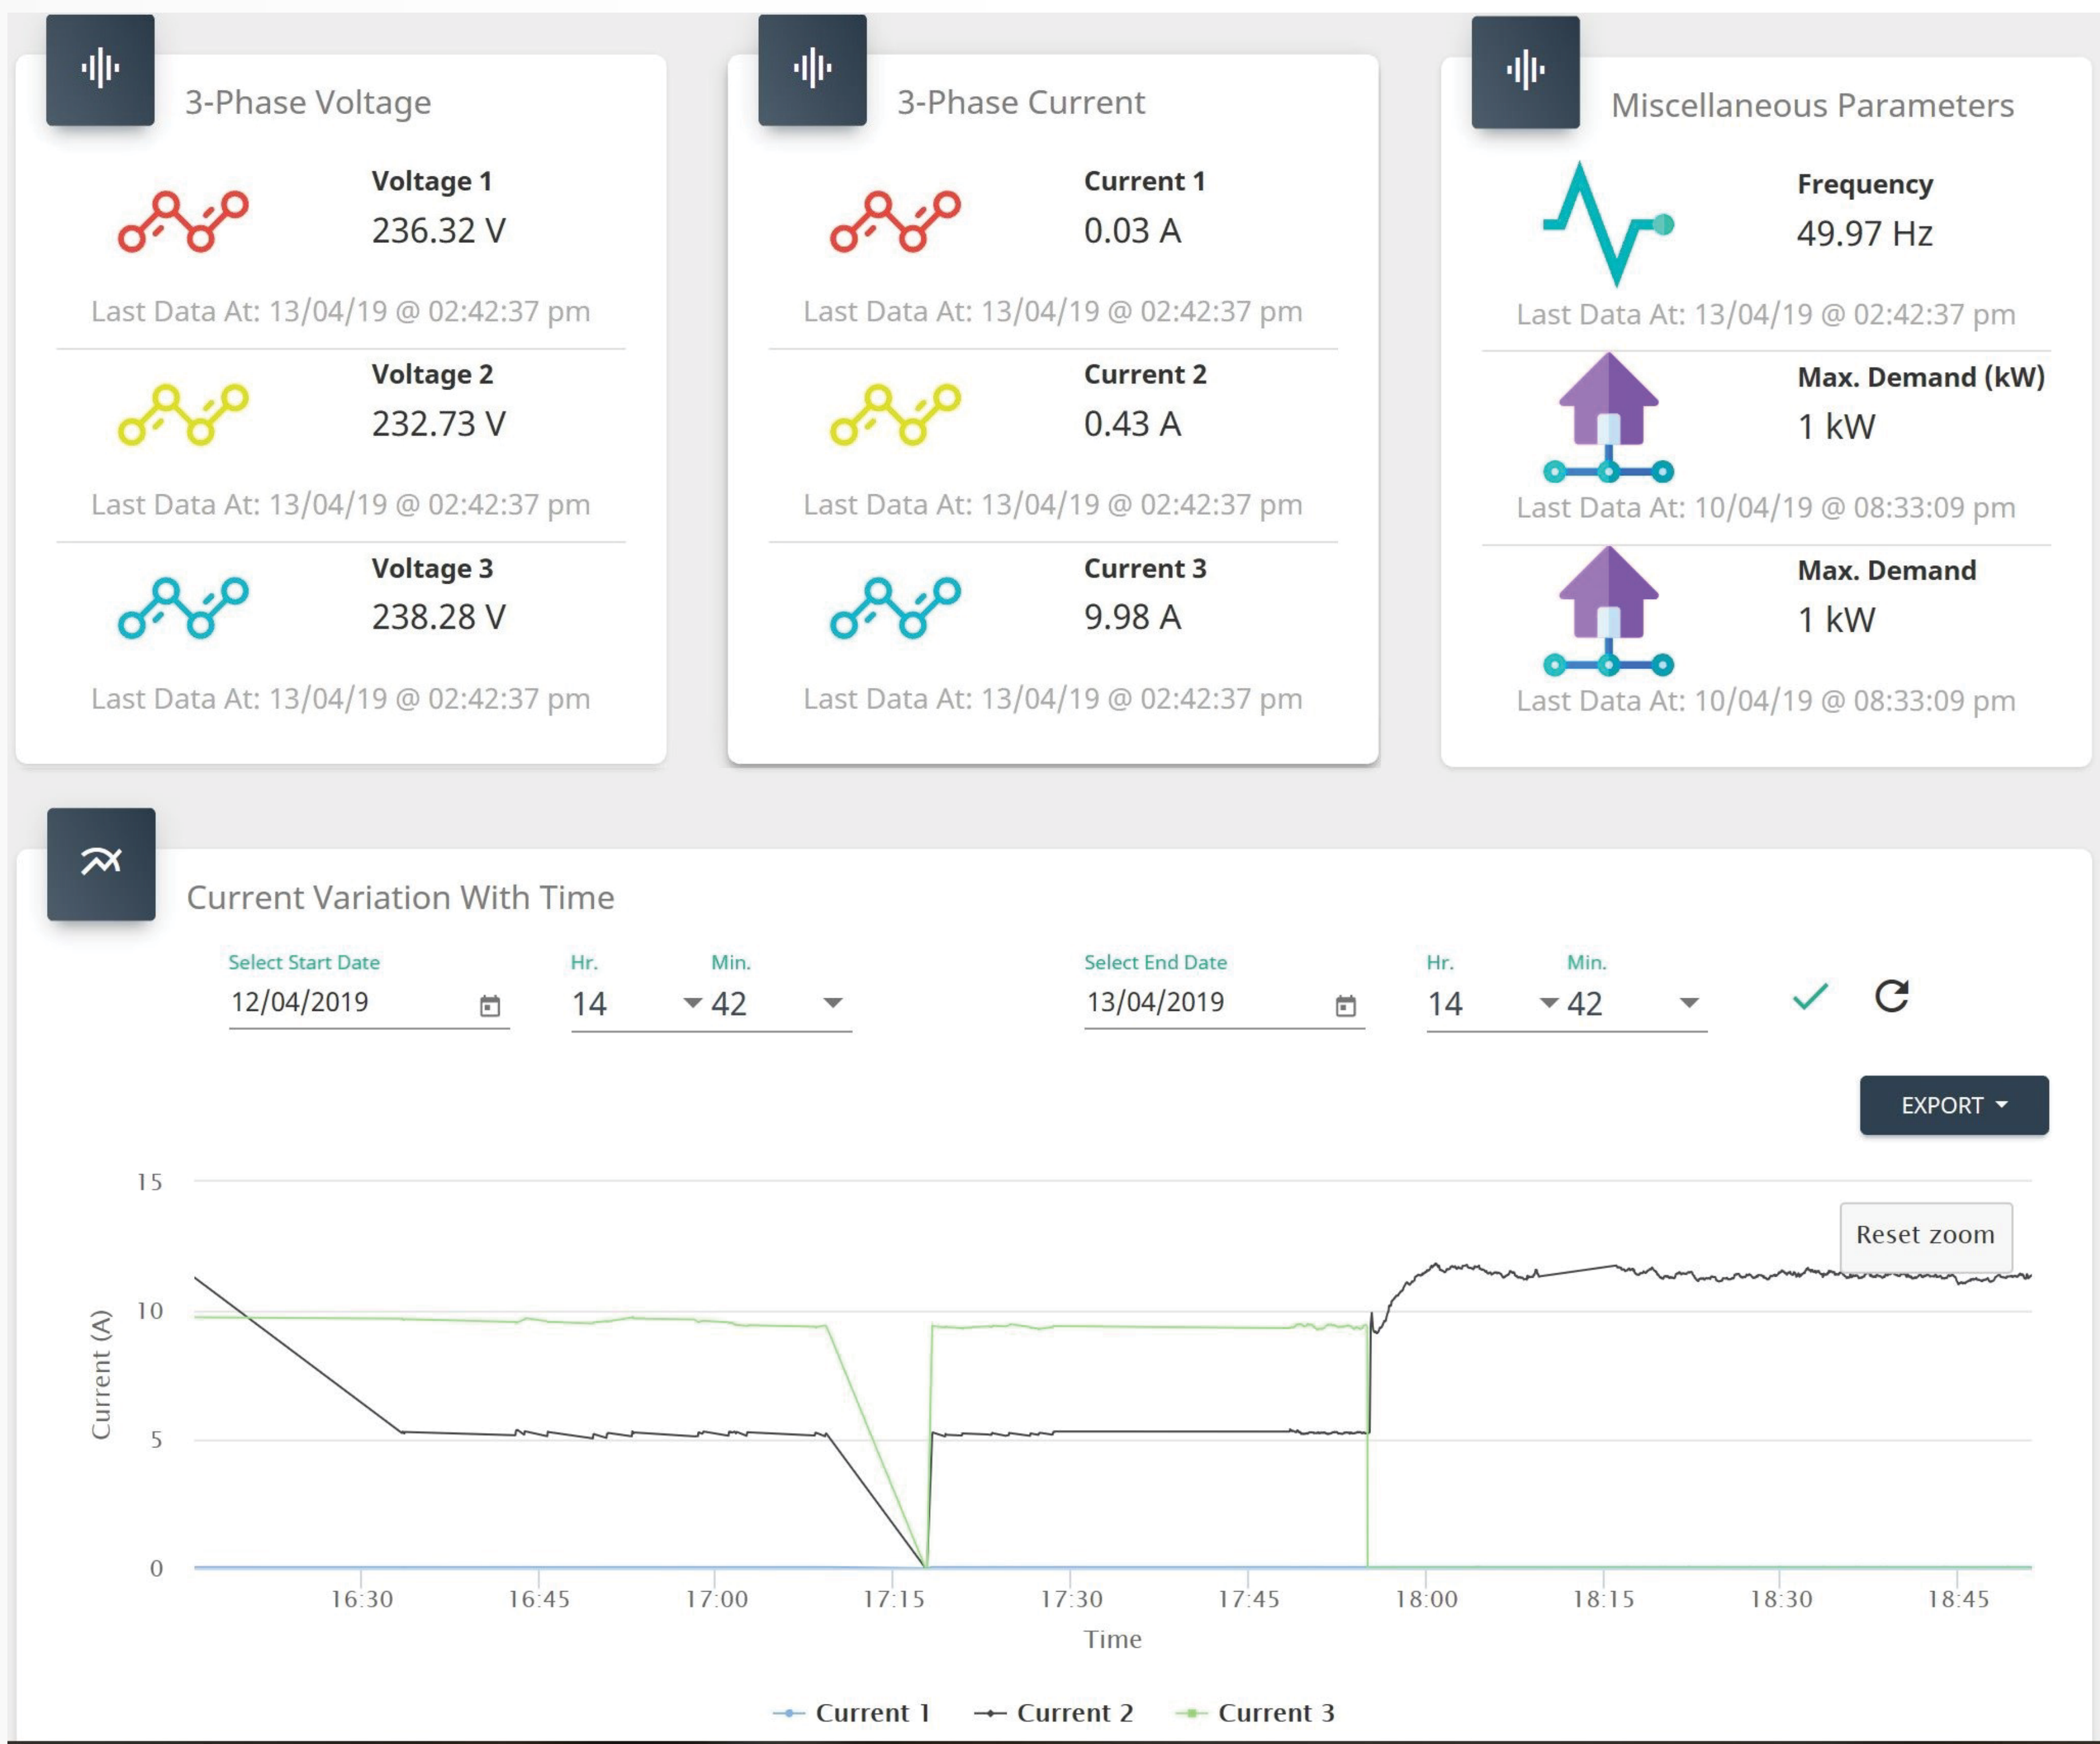 3-Phase Voltage
Voltage 1
236.32 V
Last Data At: 13/04/19 @ 02:42:37 pm
Voltage 2
232.73 V
Last Data At: 13/04/19 @ 02:42:37 pm
Voltage 3
238.28 V
Last Data At: 13/04/19 @ 02:42:37 pm
3-Phase Current
Current 1
0.03 A
Last Data At: 13/04/19 @ 02:42:37 pm
Current 2
0.43 A
Last Data At: 13/04/19 @ 02:42:37 pm
Current 3
9.98 A
Last Data At: 13/04/19 @ 02:42:37 pm
Miscellaneous Parameters
Frequency
49.97 Hz
Last Data At: 13/04/19 @ 02:42:37 pm
Max. Demand (kW)
1 kW
Last Data At: 10/04/19 @ 08:33:09 pm
Max. Demand
1 kW
Last Data At: 10/04/19 @ 08:33:09 pm
Current Variation With Time
Select Start Date Hr. Min. Select End Date Hr. Min.
12/04/2019 14 42 13/04/2019 14 42
EXPORT
Reset zoom
15
10
5
0
Current (A)
16:30 16:45 17:00 17:15 17:30 17:45 18:00 18:15 18:30 18:45
Time
Current 1 Current 2 Current 3